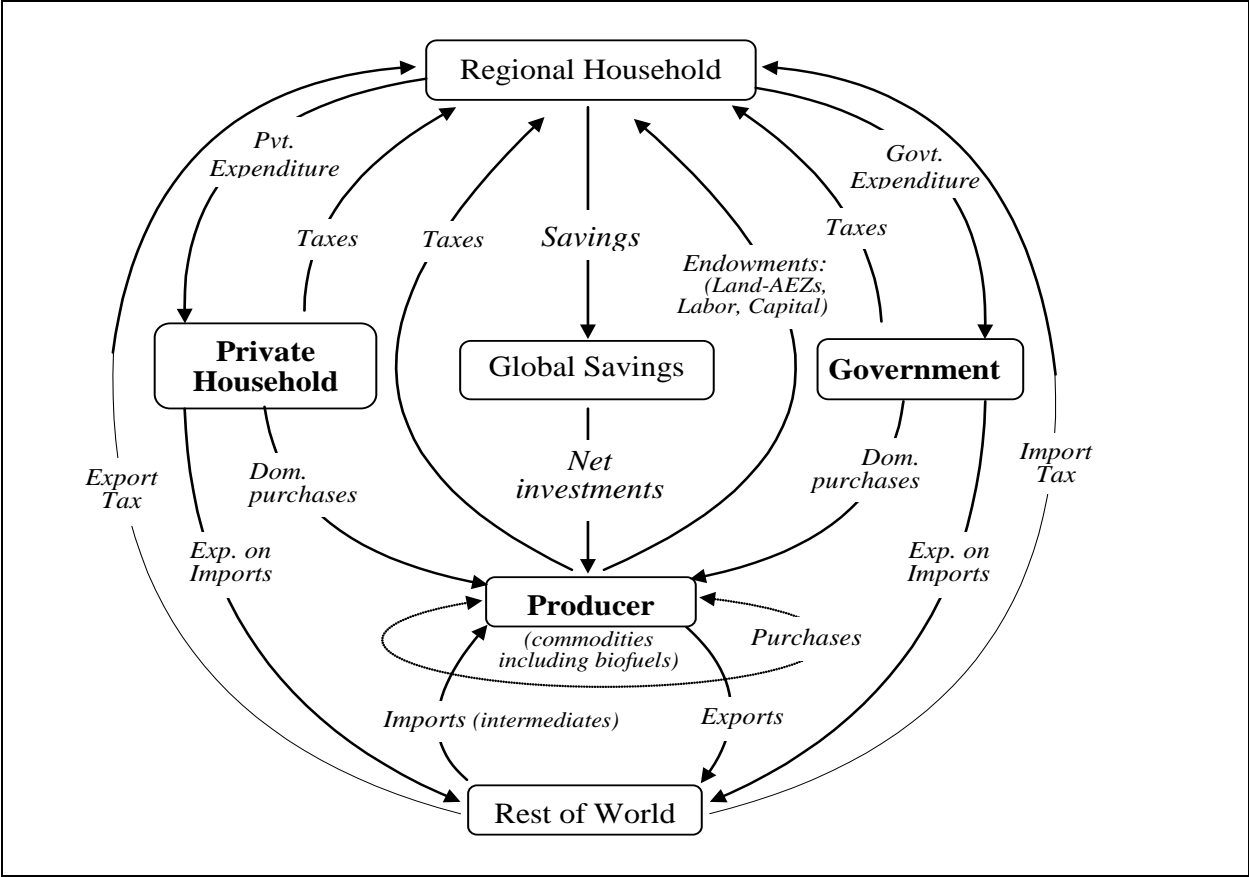 Regional Household
Pvt.
Expenditure
Govt.
Expenditure
Taxes
Taxes
Savings
Taxes
Endowments:
(Land-AEZs,
Labor, Capital)
Private
Household
Global Savings
Government
Export
Tax
Dom.
purchases
Net
investments
Dom.
purchases
Import
Tax
Exp. on
Imports
Exp. on
Imports
Producer
(commodities
including biofuels)
Purchases
Imports (intermediates)
Exports
Rest of World